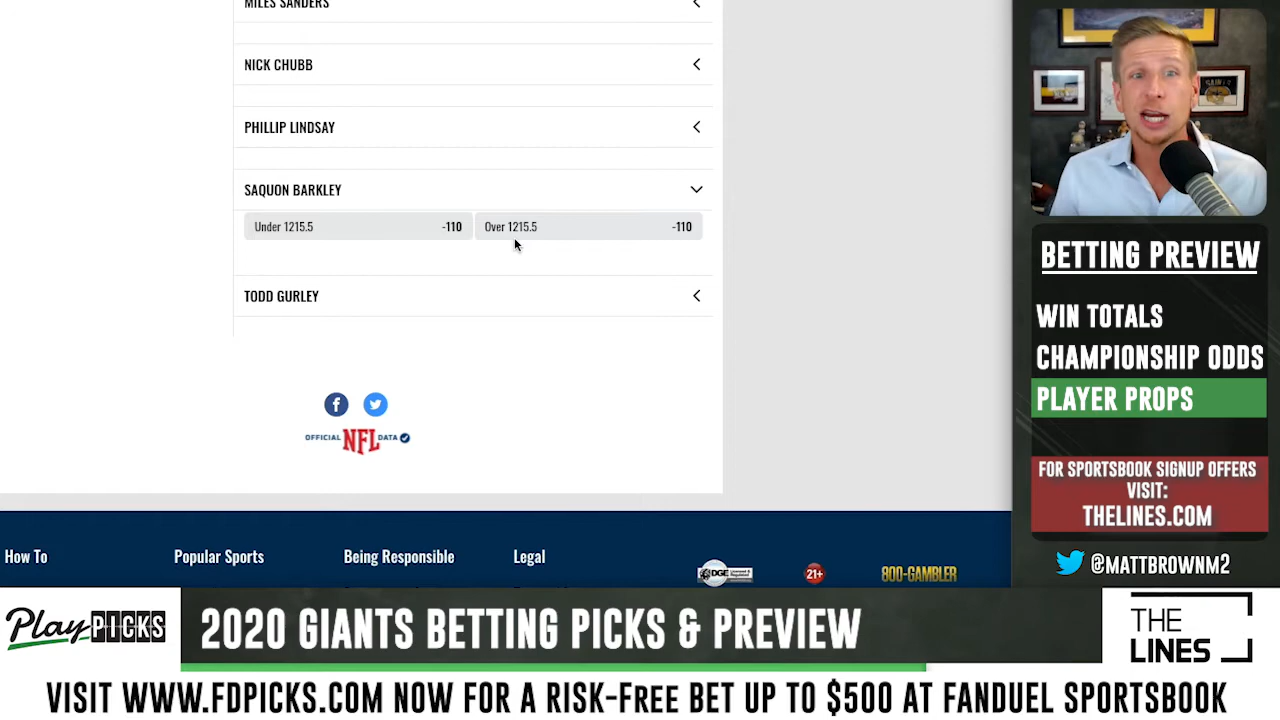 MILES SANDERS
NICK CHUBB
PHILLIP LINDSAY
SAQUON BARKLEY
Under 1215.5 -110 Over 1215.5 -110
TODD GURLEY
OFFICIAL NFL DATA
How To Popular Sports Being Responsible Legal
DGE 21+ 800-GAMBLER
BETTING PREVIEW
WIN TOTALS
CHAMPIONSHIP ODDS
PLAYER PROPS
FOR SPORTSBOOK SIGNUP OFFERS
VISIT:
THELINES.COM
@MATTBROWNM2
Play PICKS
2020 GIANTS BETTING PICKS & PREVIEW
THE
LINES
VISIT WWW.FDPICKS.COM NOW FOR A RISK-FREE BET UP TO $500 AT FANDUEL SPORTSBOOK